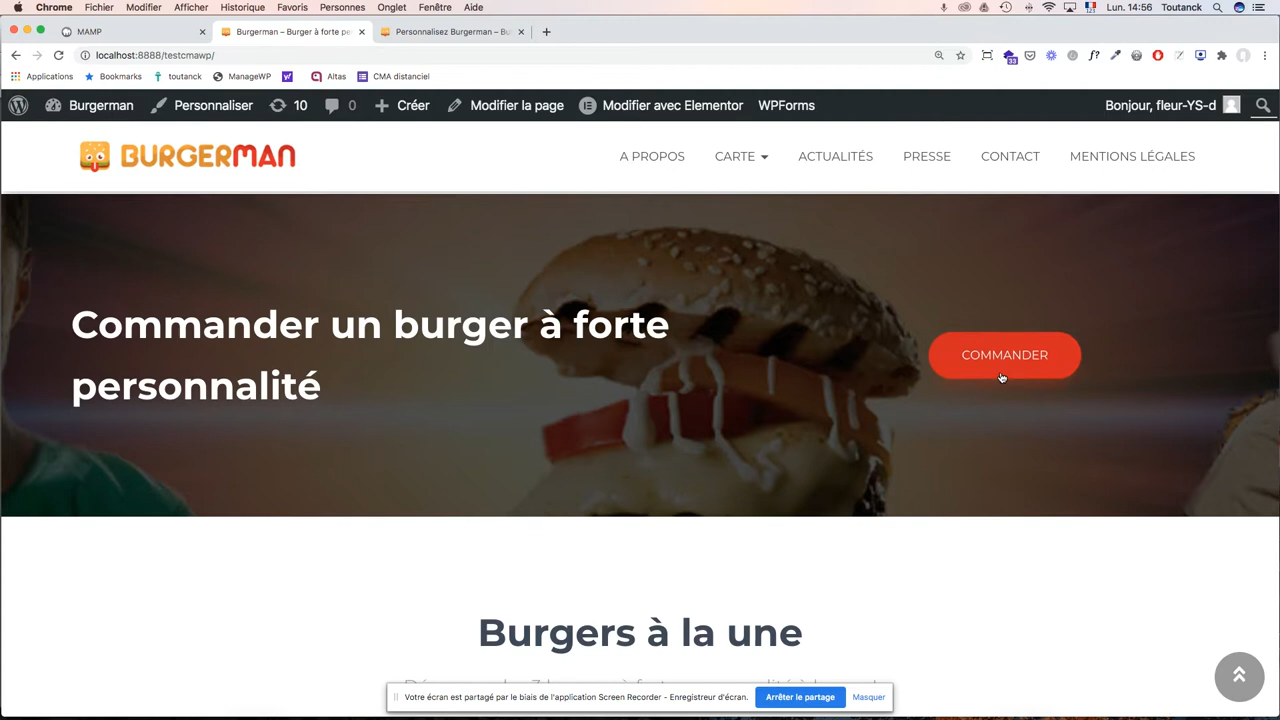 Chrome Fichier Modifier Afficher Historique Favoris Personnes Onglet Fenêtre Aide Lun. 14:56 Toutanck
MAMP Burgerman – Burger à forte pe Personnalisez Burgerman – Bu
localhost:8888/testcmawp/ 33 f?
Applications Bookmarks toutanck ManageWP Altas CMA distanciel
Burgerman Personnaliser 10 0 Créer Modifier la page Modifier avec Elementor WPForms Bonjour, fleur-YS-d
BURGERMAN A PROPOS CARTE ACTUALITÉS PRESSE CONTACT MENTIONS LÉGALES
Commander un burger à forte
personnalité
COMMANDER
Burgers à la une
Votre écran est partagé par le biais de l'application Screen Recorder - Enregistreur d'écran. Arrêter le partage Masquer